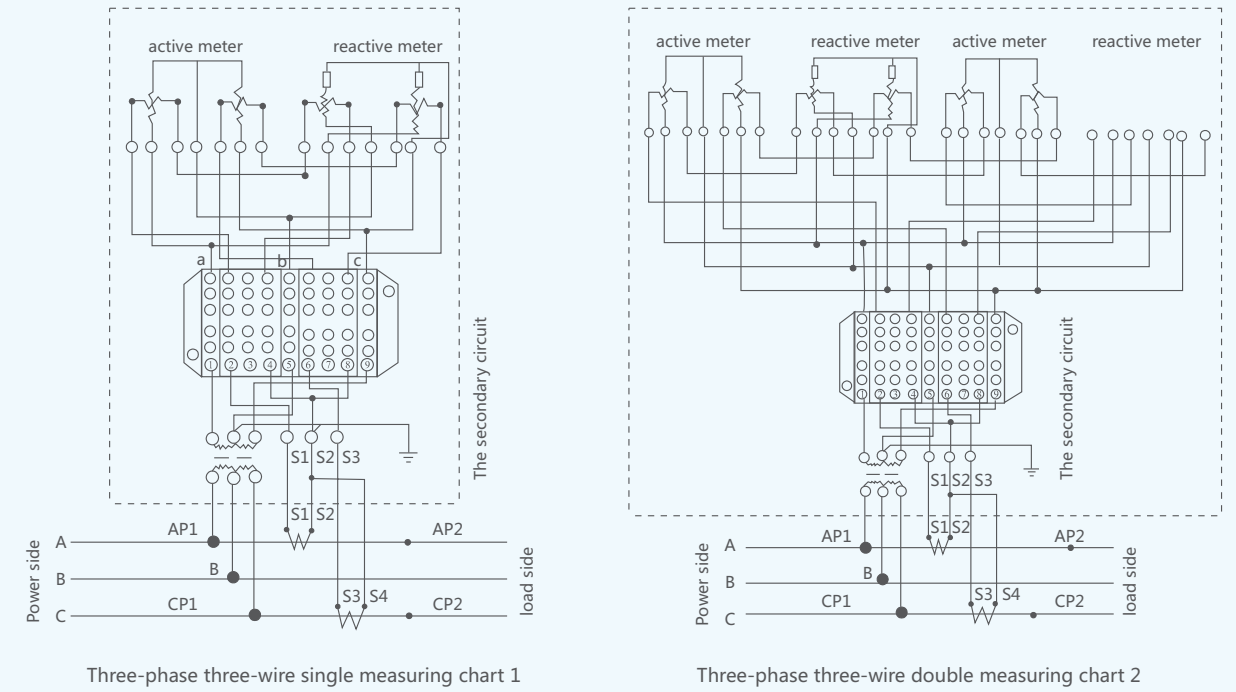 active meter
reactive meter
a
b
c
1 2 3 4 5 6 7 8 9
The secondary circuit
S1 S2 S3
S1 S2
Power side
A
AP1
AP2
B
B
C
CP1
S3 S4
CP2
load side
Three-phase three-wire single measuring chart 1
active meter
reactive meter
active meter
reactive meter
1 2 3 4 5 6 7 8 9
The secondary circuit
S1 S2 S3
S1 S2
Power side
A
AP1
AP2
B
B
C
CP1
S3 S4
CP2
load side
Three-phase three-wire double measuring chart 2